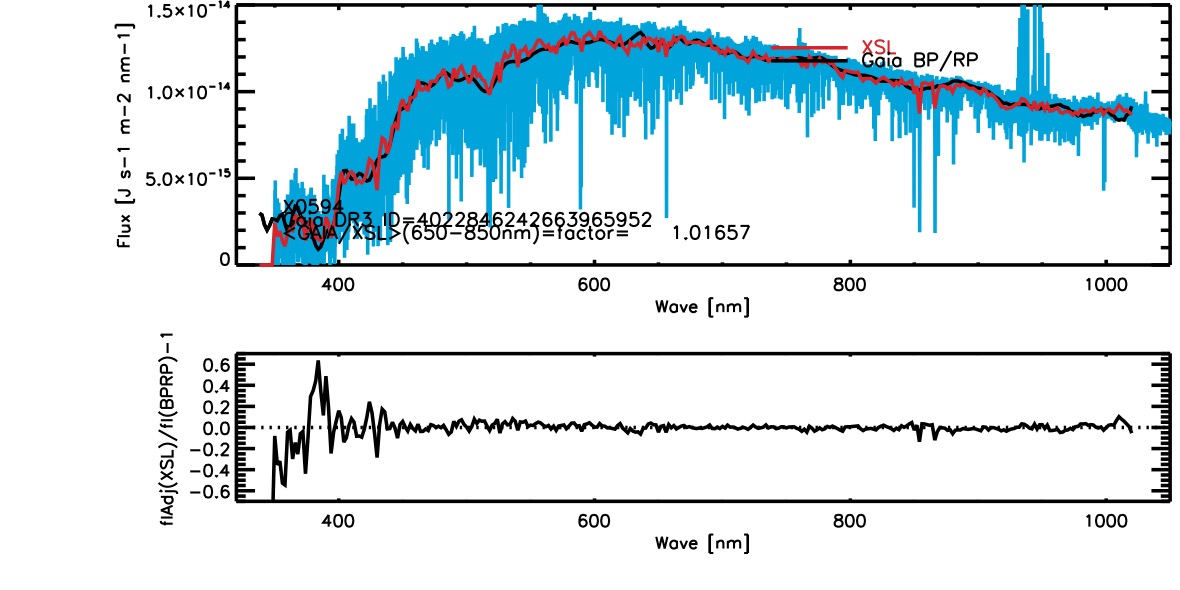 1.5×10−14
XSL
Gaia BP/RP
1.0×10−14
Flux [J s−1 m−2 nm−1]
5.0×10−15
X0594
Gaia DR3 ID=4022846242663965952
<GAIA/XSL>(650−850nm)=factor= 1.01657
0
400 600 800 1000
Wave [nm]
flAdj(XSL)/fl(BPRP)−1
0.6
0.4
0.2
0.0
−0.2
−0.4
−0.6
400 600 800 1000
Wave [nm]